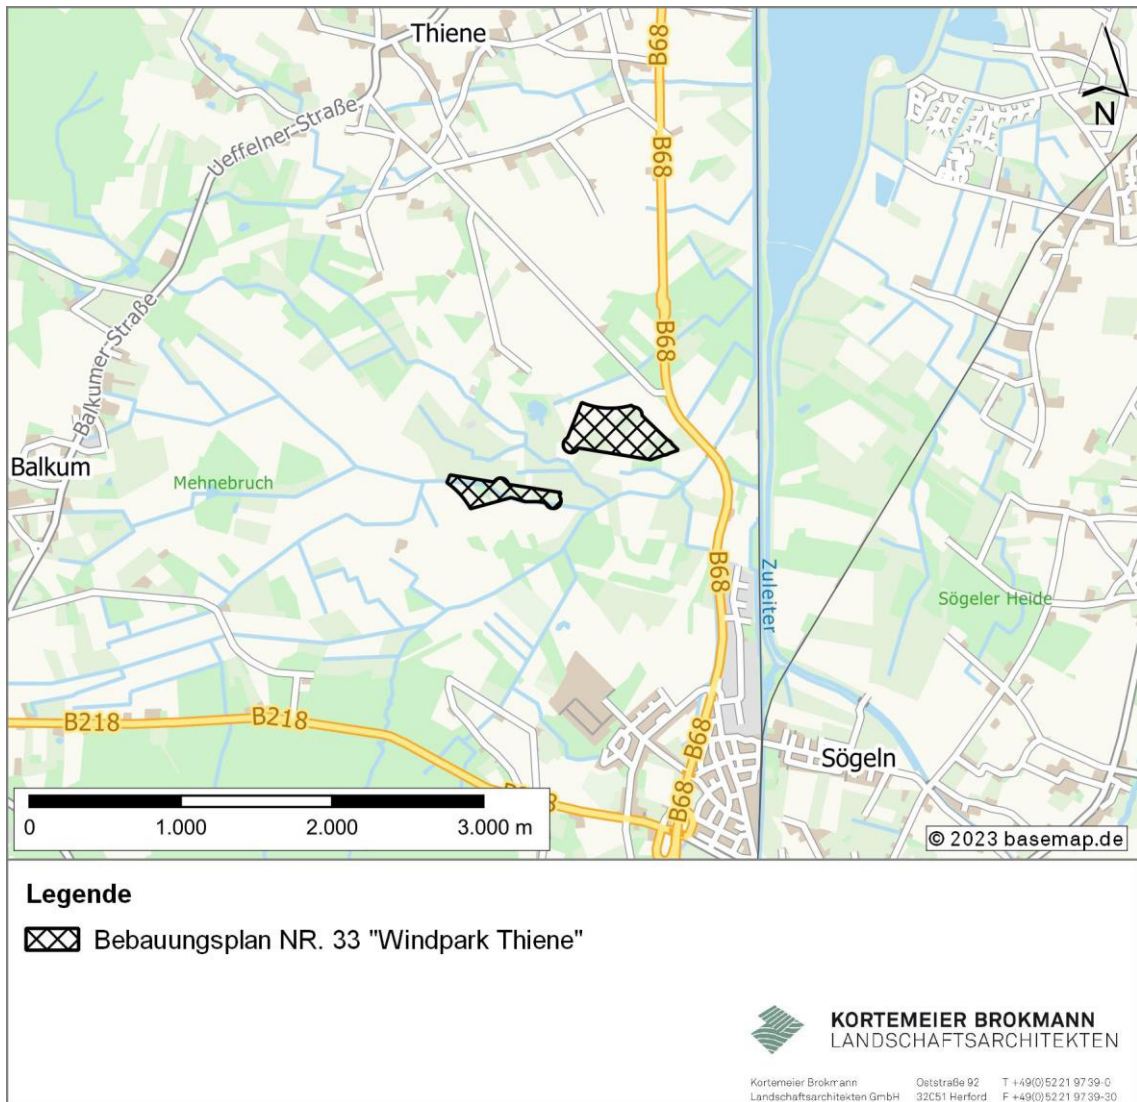 Thiene
B68
N
Ueffelner-Straße
B68
B68
Balkumer-Straße
Balkum
Mehnebruch
B68
Zuleiter
Sögeler Heide
B218
B218
B68
Sögeln
B68
0 1.000 2.000 3.000 m
© 2023 basemap.de
Legende
Bebauungsplan NR. 33 "Windpark Thiene"
KORTEMEIER BROKMANN
LANDSCHAFTSARCHITEKTEN
Kortemeier Brokmann Oststraße 92 T +49(0)5221 9739-0
Landschaftsarchitekten GmbH 32051 Herford F +49(0)5221 9739-30